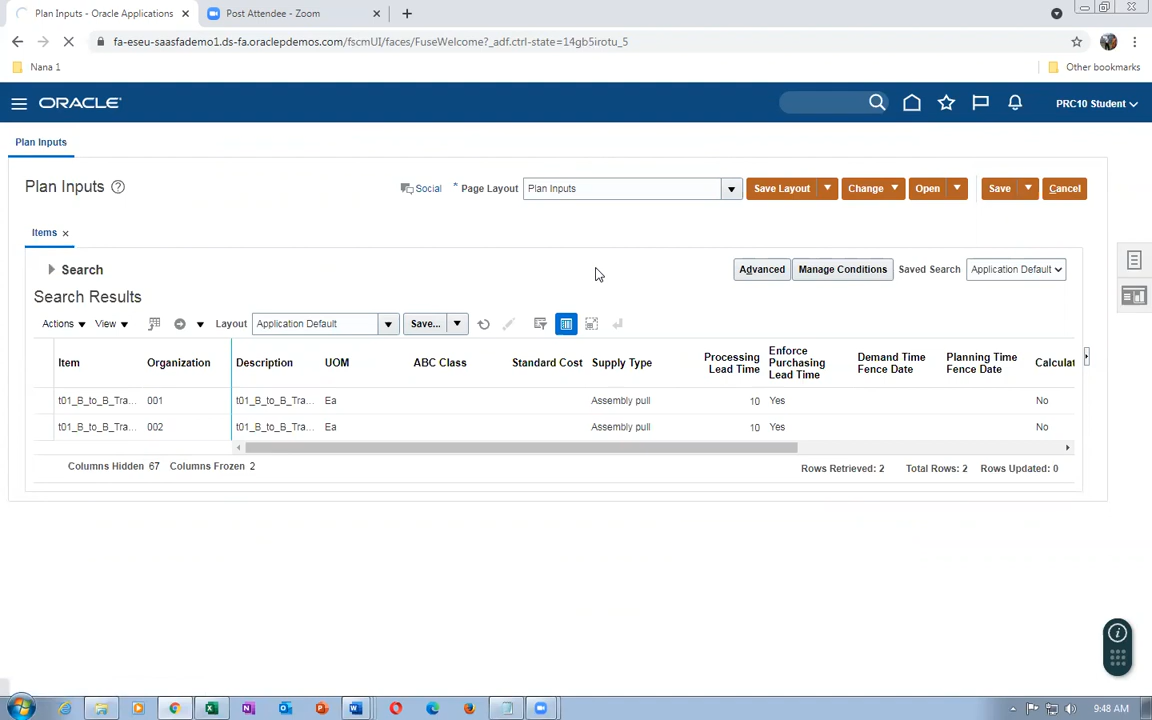 Plan Inputs - Oracle Applications
Post Attendee - Zoom
fa-eseu-saasfademo1.ds-fa.oraclepdemos.com/fscmUI/faces/FuseWelcome?_adf.ctrl-state=14gb5irotu_5
Nana 1
Other bookmarks
ORACLE
PRC10 Student
Plan Inputs
Plan Inputs
Social
* Page Layout
Plan Inputs
Save Layout
Change
Open
Save
Cancel
Items
Search
Advanced
Manage Conditions
Saved Search
Application Default
Search Results
Actions
View
Layout
Application Default
Save...
Item Organization Description UOM ABC Class Standard Cost Supply Type Processing Lead Time Enforce Purchasing Lead Time Demand Time Fence Date Planning Time Fence Date Calculat
t01_B_to_B_Tra... 001 t01_B_to_B_Tra... Ea Assembly pull 10 Yes No
t01_B_to_B_Tra... 002 t01_B_to_B_Tra... Ea Assembly pull 10 Yes No
Columns Hidden 67 Columns Frozen 2
Rows Retrieved: 2 Total Rows: 2 Rows Updated: 0
9:48 AM